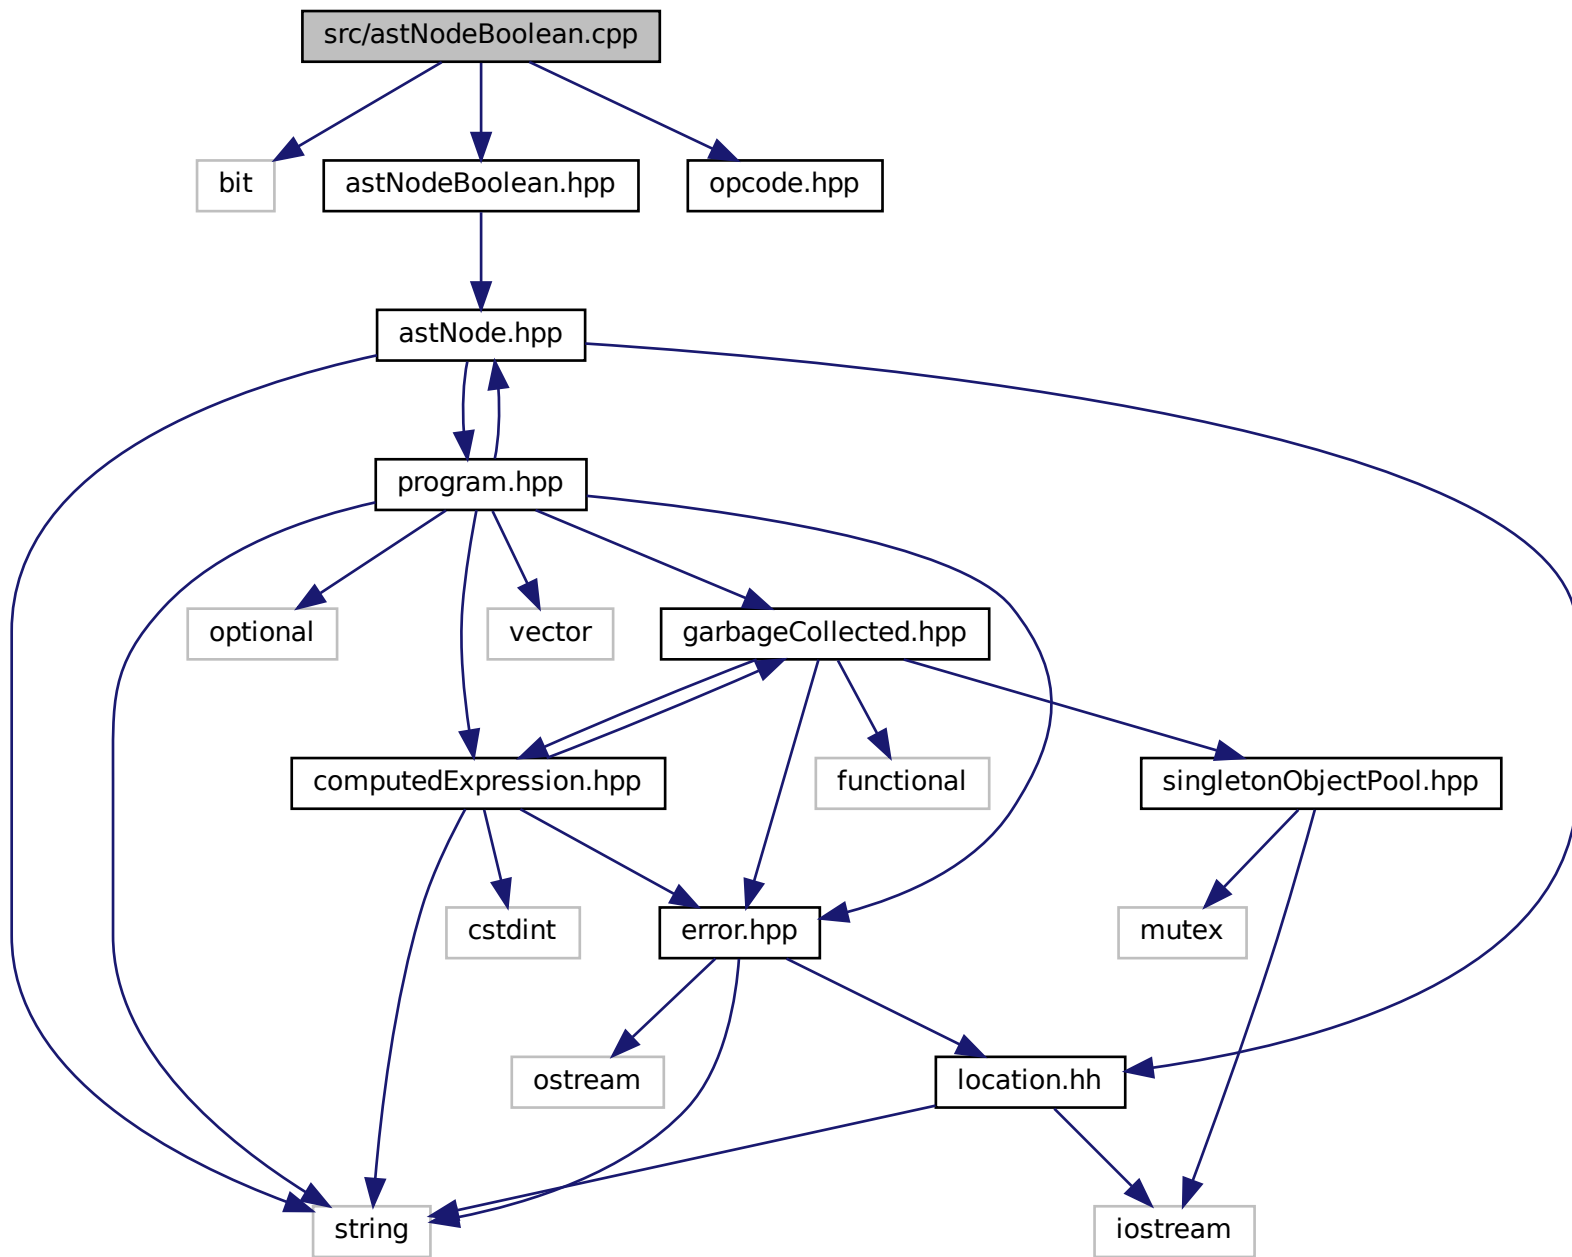 src/astNodeBoolean.cpp
bit
astNodeBoolean.hpp
opcode.hpp
astNode.hpp
program.hpp
optional
vector
garbageCollected.hpp
computedExpression.hpp
functional
singletonObjectPool.hpp
cstdint
error.hpp
mutex
ostream
location.hh
string
iostream